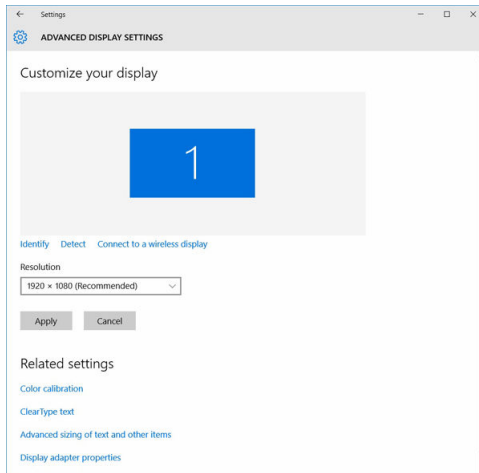 Settings
ADVANCED DISPLAY SETTINGS
Customize your display
1
Identify Detect Connect to a wireless display
Resolution
1920 × 1080 (Recommended)
Apply Cancel
Related settings
Color calibration
ClearType text
Advanced sizing of text and other items
Display adapter properties